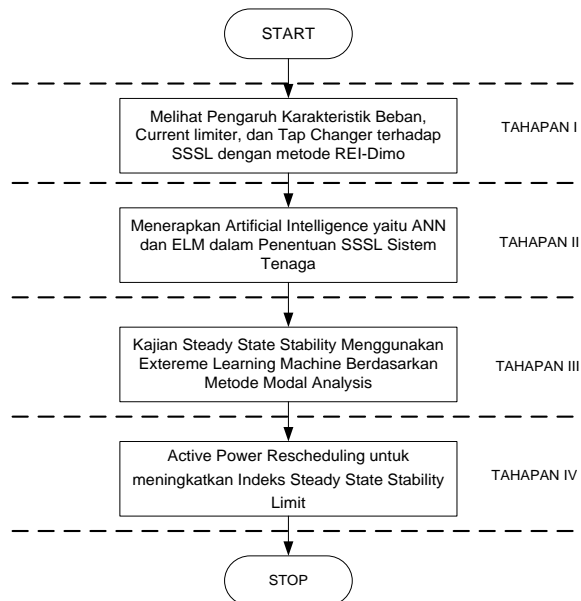 START
Melihat Pengaruh Karakteristik Beban,
Current limiter, dan Tap Changer terhadap
SSSL dengan metode REI-Dimo
TAHAPAN I
Menerapkan Artificial Intelligence yaitu ANN
dan ELM dalam Penentuan SSSL Sistem
Tenaga
TAHAPAN II
Kajian Steady State Stability Menggunakan
Extereme Learning Machine Berdasarkan
Metode Modal Analysis
TAHAPAN III
Active Power Rescheduling untuk
meningkatkan Indeks Steady State Stability
Limit
TAHAPAN IV
STOP